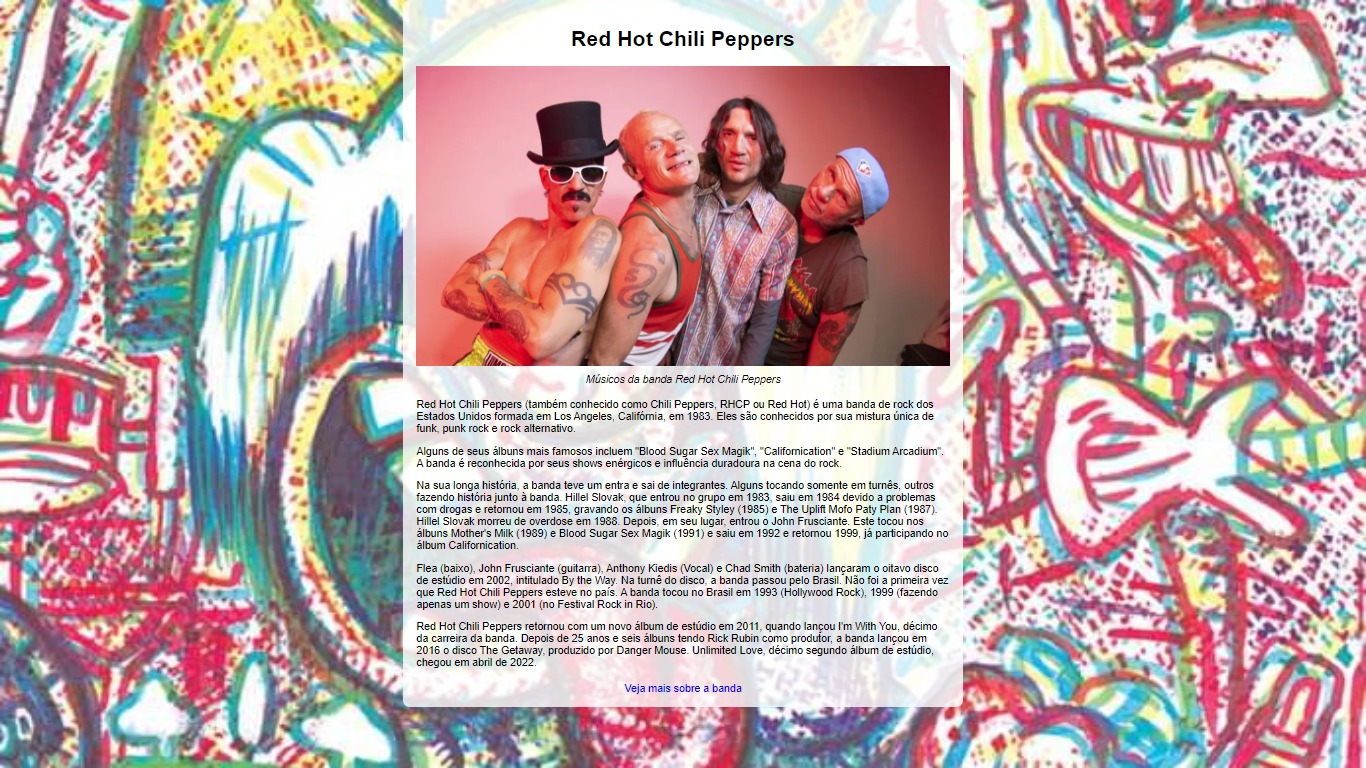 Red Hot Chili Peppers
Músicos da banda Red Hot Chili Peppers
Red Hot Chili Peppers (também conhecido como Chili Peppers, RHCP ou Red Hot) é uma banda de rock dos
Estados Unidos formada em Los Angeles, Califórnia, em 1983. Eles são conhecidos por sua mistura única de
funk, punk rock e rock alternativo.
Alguns de seus álbuns mais famosos incluem "Blood Sugar Sex Magik", "Californication" e "Stadium Arcadium".
A banda é reconhecida por seus shows enérgicos e influência duradoura na cena do rock.
Na sua longa história, a banda teve um entra e sai de integrantes. Alguns tocando somente em turnês, outros
fazendo história junto à banda. Hillel Slovak, que entrou no grupo em 1983, saiu em 1984 devido a problemas
com drogas e retornou em 1985, gravando os álbuns Freaky Styley (1985) e The Uplift Mofo Paty Plan (1987).
Hillel Slovak morreu de overdose em 1988. Depois, em seu lugar, entrou o John Frusciante. Este tocou nos
álbuns Mother's Milk (1989) e Blood Sugar Sex Magik (1991) e saiu em 1992 e retornou 1999, já participando no
álbum Californication.
Flea (baixo), John Frusciante (guitarra), Anthony Kiedis (Vocal) e Chad Smith (bateria) lançaram o oitavo disco
de estúdio em 2002, intitulado By the Way. Na turnê do disco, a banda passou pelo Brasil. Não foi a primeira vez
que Red Hot Chili Peppers esteve no país. A banda tocou no Brasil em 1993 (Hollywood Rock), 1999 (fazendo
apenas um show) e 2001 (no Festival Rock in Rio).
Red Hot Chili Peppers retornou com um novo álbum de estúdio em 2011, quando lançou I'm With You, décimo
da carreira da banda. Depois de 25 anos e seis álbuns tendo Rick Rubin como produtor, a banda lançou em
2016 o disco The Getaway, produzido por Danger Mouse. Unlimited Love, décimo segundo álbum de estúdio,
chegou em abril de 2022.
Veja mais sobre a banda